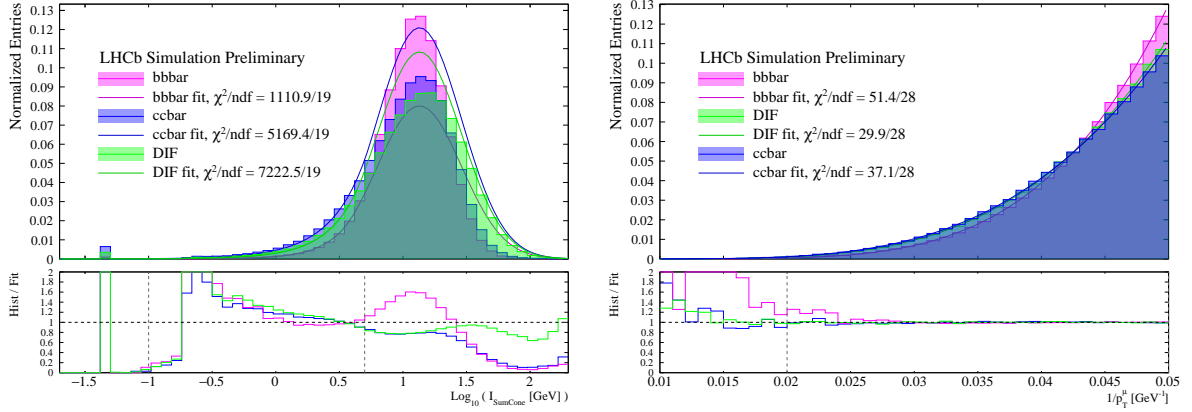 Normalized Entries
0.13
0.12
0.11
0.1
0.09
0.08
0.07
0.06
0.05
0.04
0.03
0.02
0.01
0
LHCb Simulation Preliminary
bbbar
bbbar fit, χ²/ndf = 1110.9/19
ccbar
ccbar fit, χ²/ndf = 5169.4/19
DIF
DIF fit, χ²/ndf = 7222.5/19
Hist / Fit
2
1.8
1.6
1.4
1.2
1
0.8
0.6
0.4
0.2
0
−1.5 −1 −0.5 0 0.5 1 1.5 2
Log₁₀ ( I_SumCone [GeV] )
Normalized Entries
0.13
0.12
0.11
0.1
0.09
0.08
0.07
0.06
0.05
0.04
0.03
0.02
0.01
0
LHCb Simulation Preliminary
bbbar
bbbar fit, χ²/ndf = 51.4/28
DIF
DIF fit, χ²/ndf = 29.9/28
ccbar
ccbar fit, χ²/ndf = 37.1/28
Hist / Fit
2
1.8
1.6
1.4
1.2
1
0.8
0.6
0.4
0.2
0
0.01 0.015 0.02 0.025 0.03 0.035 0.04 0.045 0.05
1/p_T^μ [GeV⁻¹]